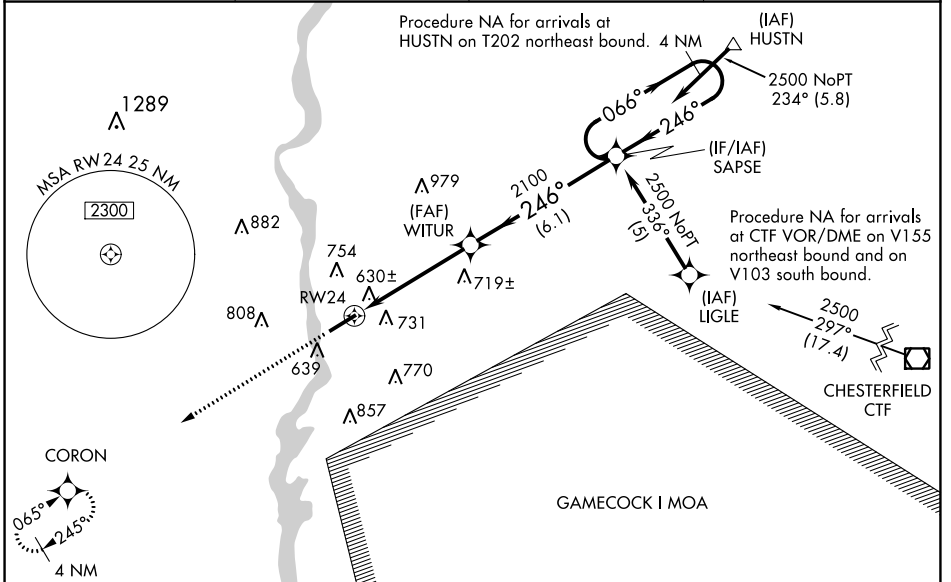 Procedure NA for arrivals at
HUSTN on T202 northeast bound.
4 NM
(IAF)
HUSTN
2500 NoPT
234° (5.8)
1289
MSA RW24 25 NM
2300
066°
246°
(IF/IAF)
SAPSE
979
2100
246°
(6.1)
(FAF)
WITUR
2500 NoPT
336°
(5)
Procedure NA for arrivals
at CTF VOR/DME on V155
northeast bound and on
V103 south bound.
882
754
630±
719±
RW24
808
731
(IAF)
LIGLE
2500
297°
(17.4)
639
770
CHESTERFIELD
CTF
857
CORON
065°
245°
4 NM
GAMECOCK I MOA